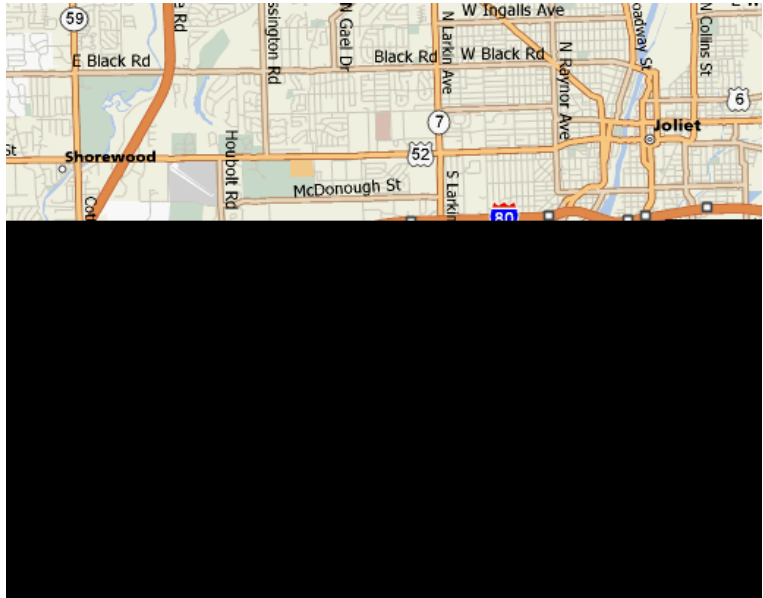 59
E Black Rd
N Gael Dr
Black Rd
N Larkin Ave
W Ingalls Ave
W Black Rd
N Raynor Ave
N Collins St
6
7
Joliet
St
Shorewood
Houbolt Rd
52
McDonough St
S Larkin
80